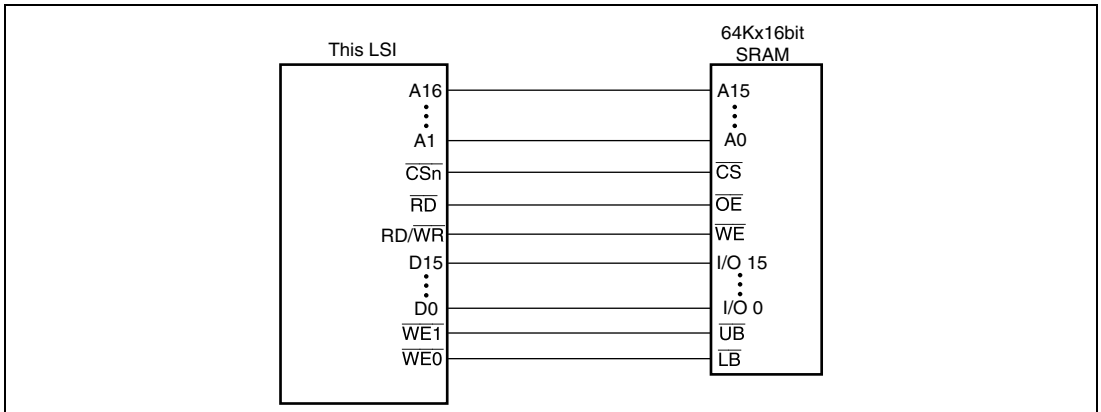 This LSI
64Kx16bit
SRAM
A16
A15
A1
A0
CSn
CS
RD
OE
RD/WR
WE
D15
I/O 15
D0
I/O 0
WE1
UB
WE0
LB